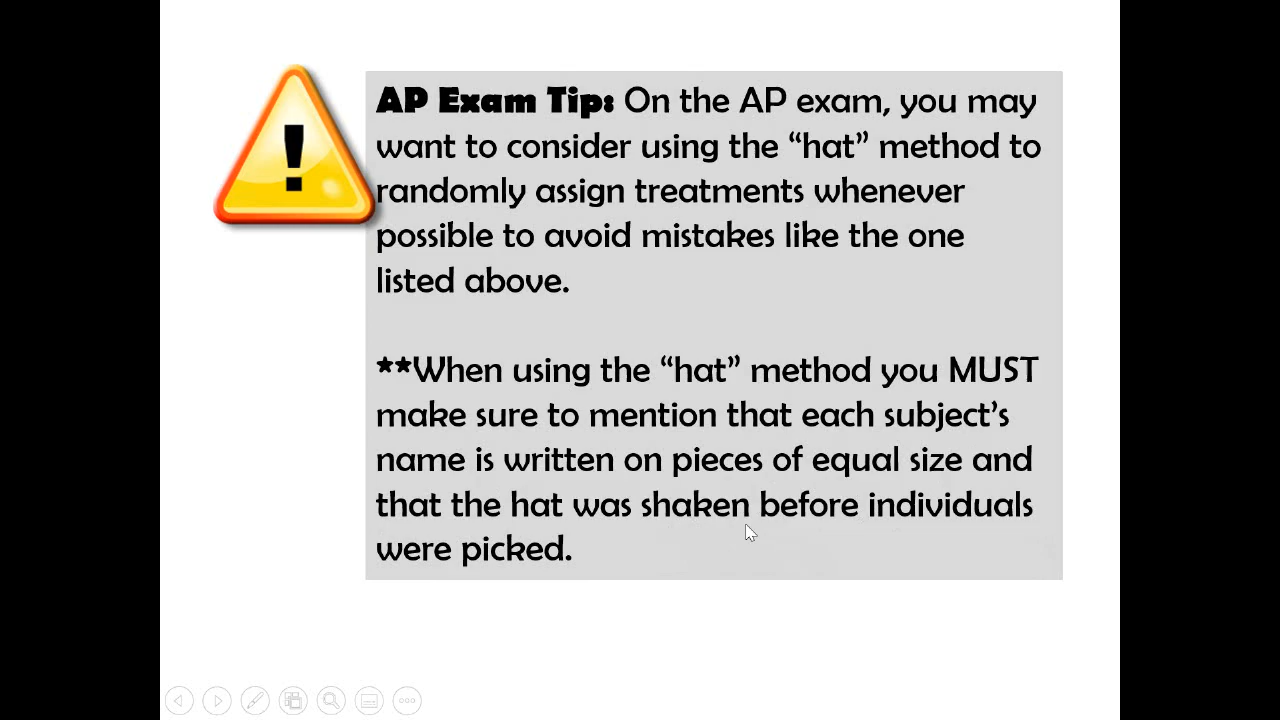 AP Exam Tip: On the AP exam, you may
want to consider using the “hat” method to
randomly assign treatments whenever
possible to avoid mistakes like the one
listed above.
**When using the “hat” method you MUST
make sure to mention that each subject’s
name is written on pieces of equal size and
that the hat was shaken before individuals
were picked.